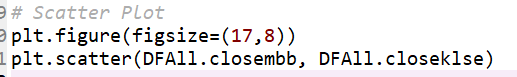 # Scatter Plot
plt.figure(figsize=(17,8))
plt.scatter(DFAll.closembb, DFAll.closeklse)